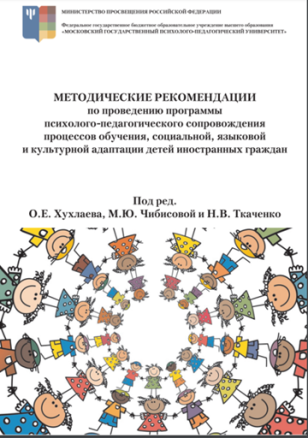 МИНИСТЕРСТВО ПРОСВЕЩЕНИЯ РОССИЙСКОЙ ФЕДЕРАЦИИ
Федеральное государственное бюджетное образовательное учреждение высшего образования
«МОСКОВСКИЙ ГОСУДАРСТВЕННЫЙ ПСИХОЛОГО-ПЕДАГОГИЧЕСКИЙ УНИВЕРСИТЕТ»
МЕТОДИЧЕСКИЕ РЕКОМЕНДАЦИИ
по проведению программы
психолого-педагогического сопровождения
процессов обучения, социальной, языковой
и культурной адаптации детей иностранных граждан
Под ред.
О.Е. Хухлаева, М.Ю. Чибисовой и Н.В. Ткаченко